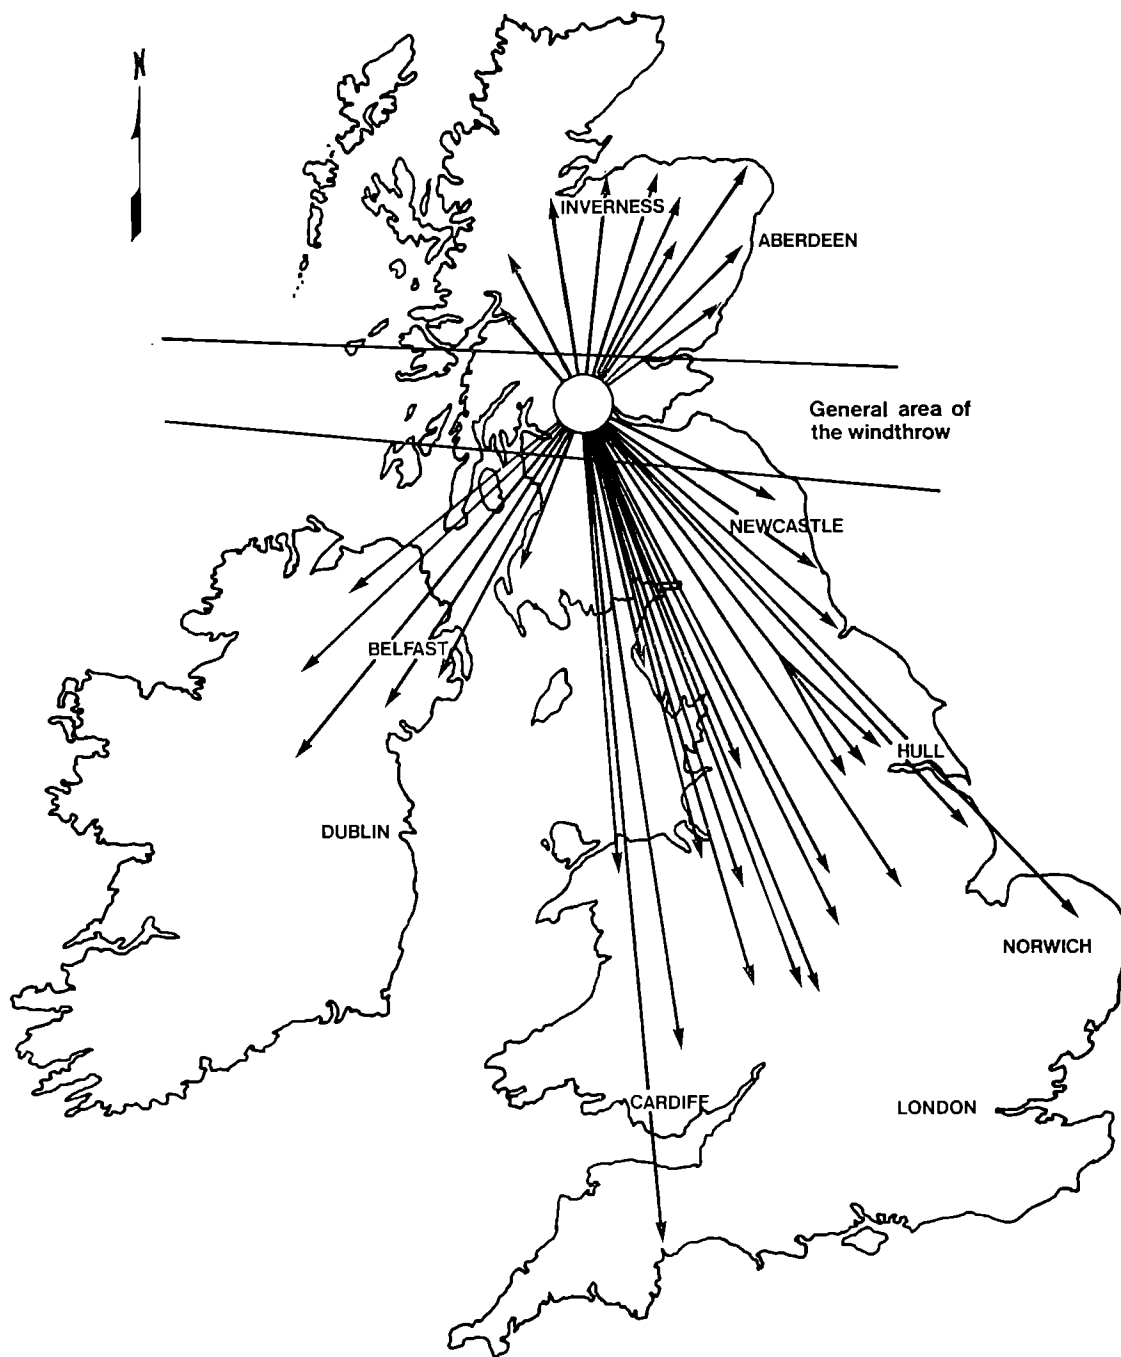 N
INVERNESS
ABERDEEN
General area of
the windthrow
NEWCASTLE
BELFAST
HULL
DUBLIN
NORWICH
CARDIFF
LONDON